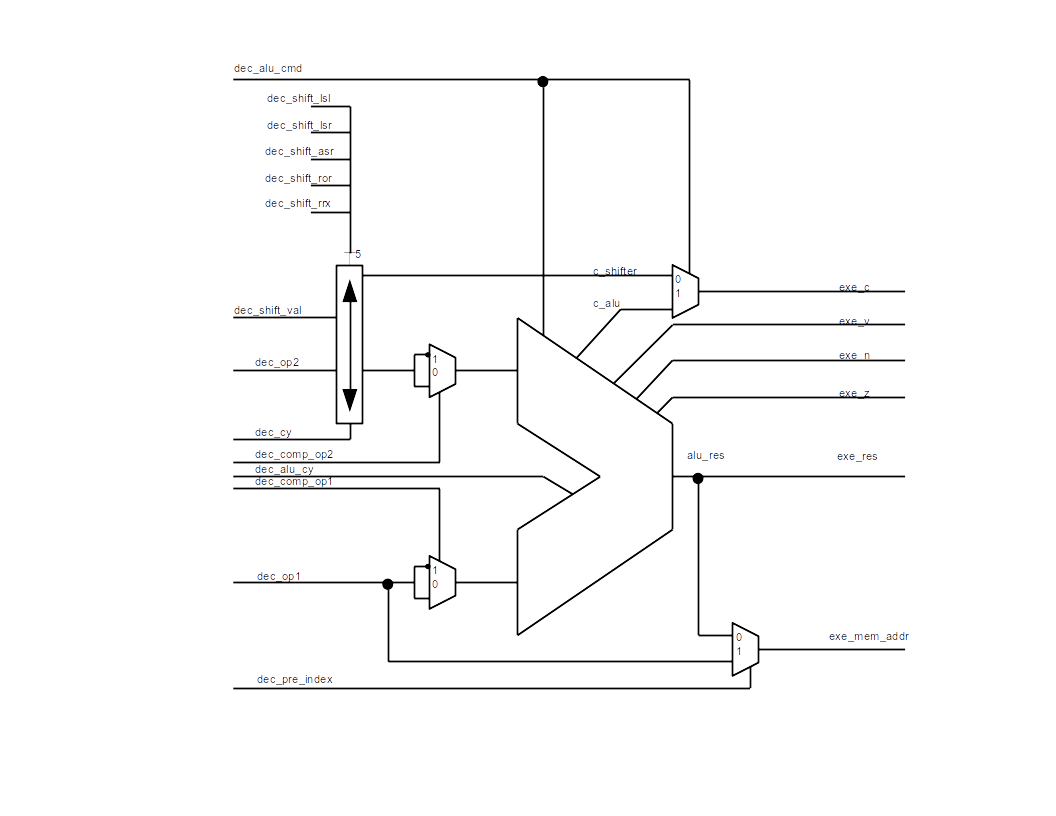 dec_alu_cmd
dec_shift_lsl
dec_shift_lsr
dec_shift_asr
dec_shift_ror
dec_shift_rrx
5
c_shifter
0
1
exe_c
c_alu
dec_shift_val
exe_v
dec_op2
1
0
exe_n
exe_z
dec_cy
dec_comp_op2
alu_res
exe_res
dec_alu_cy
dec_comp_op1
dec_op1
1
0
0
1
exe_mem_addr
dec_pre_index